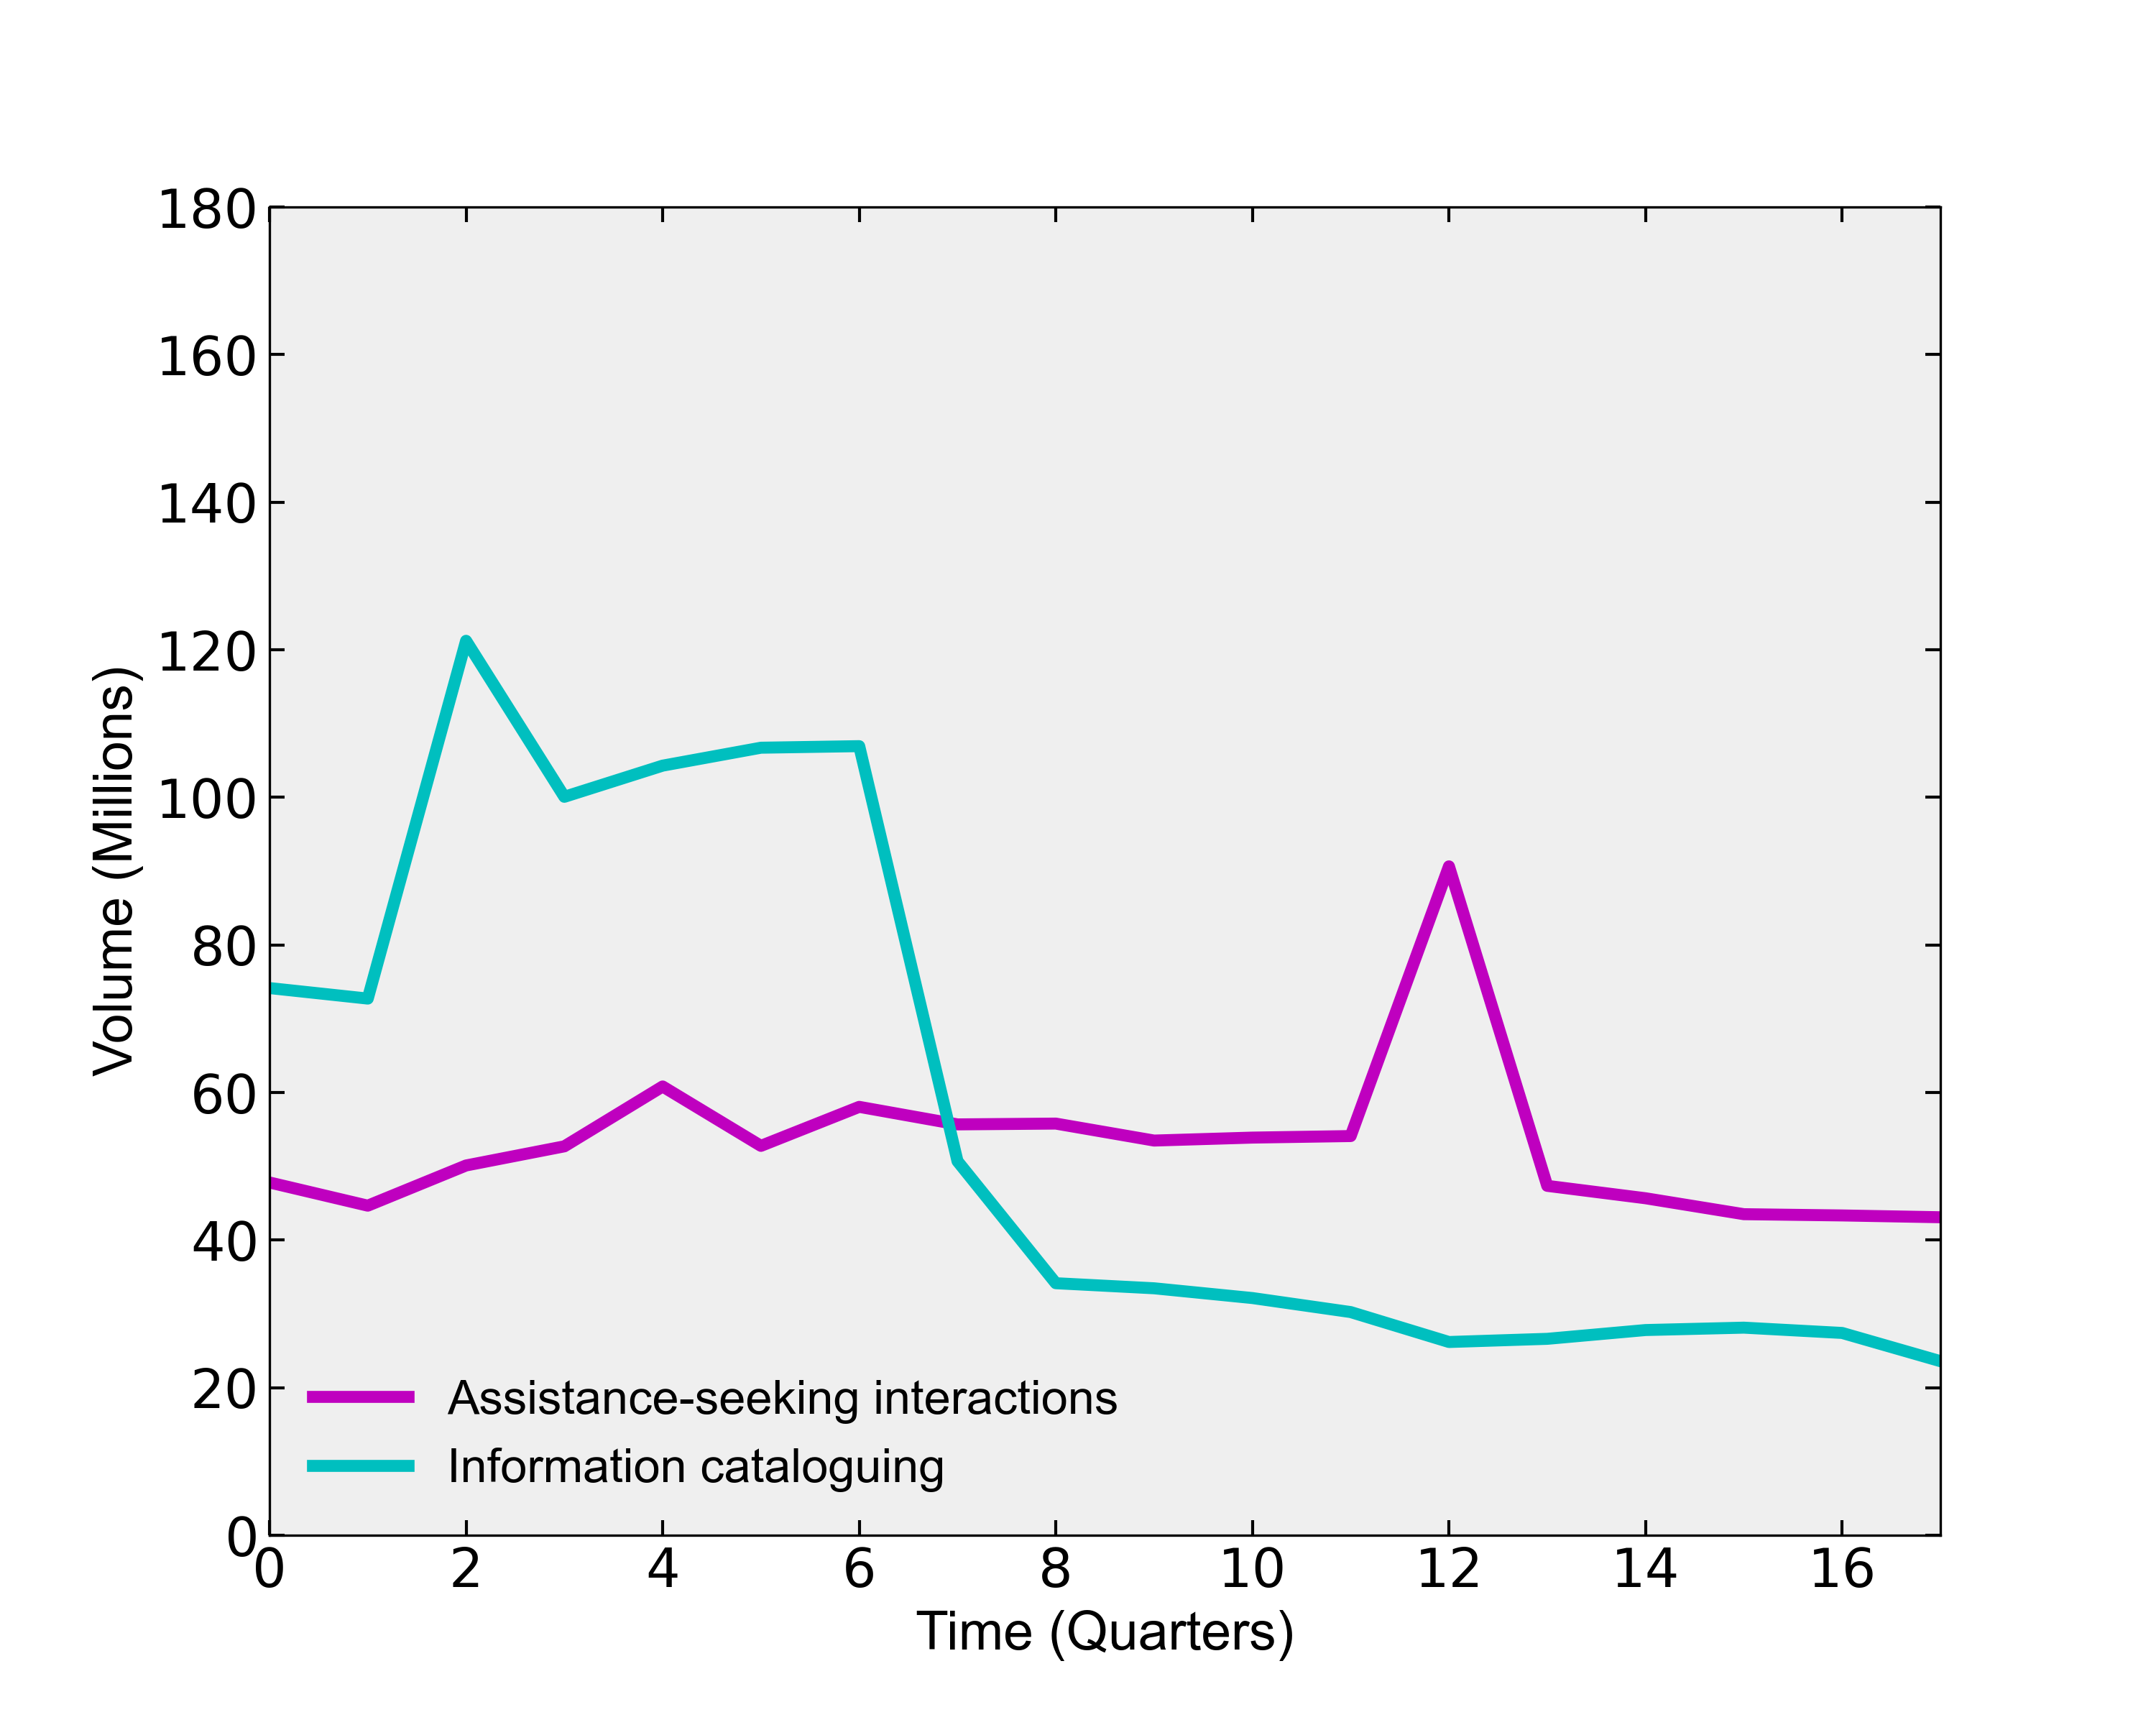 180
160
140
120
100
80
60
40
20
0
Volume (Millions)
Assistance-seeking interactions
Information cataloguing
0 2 4 6 8 10 12 14 16
Time (Quarters)